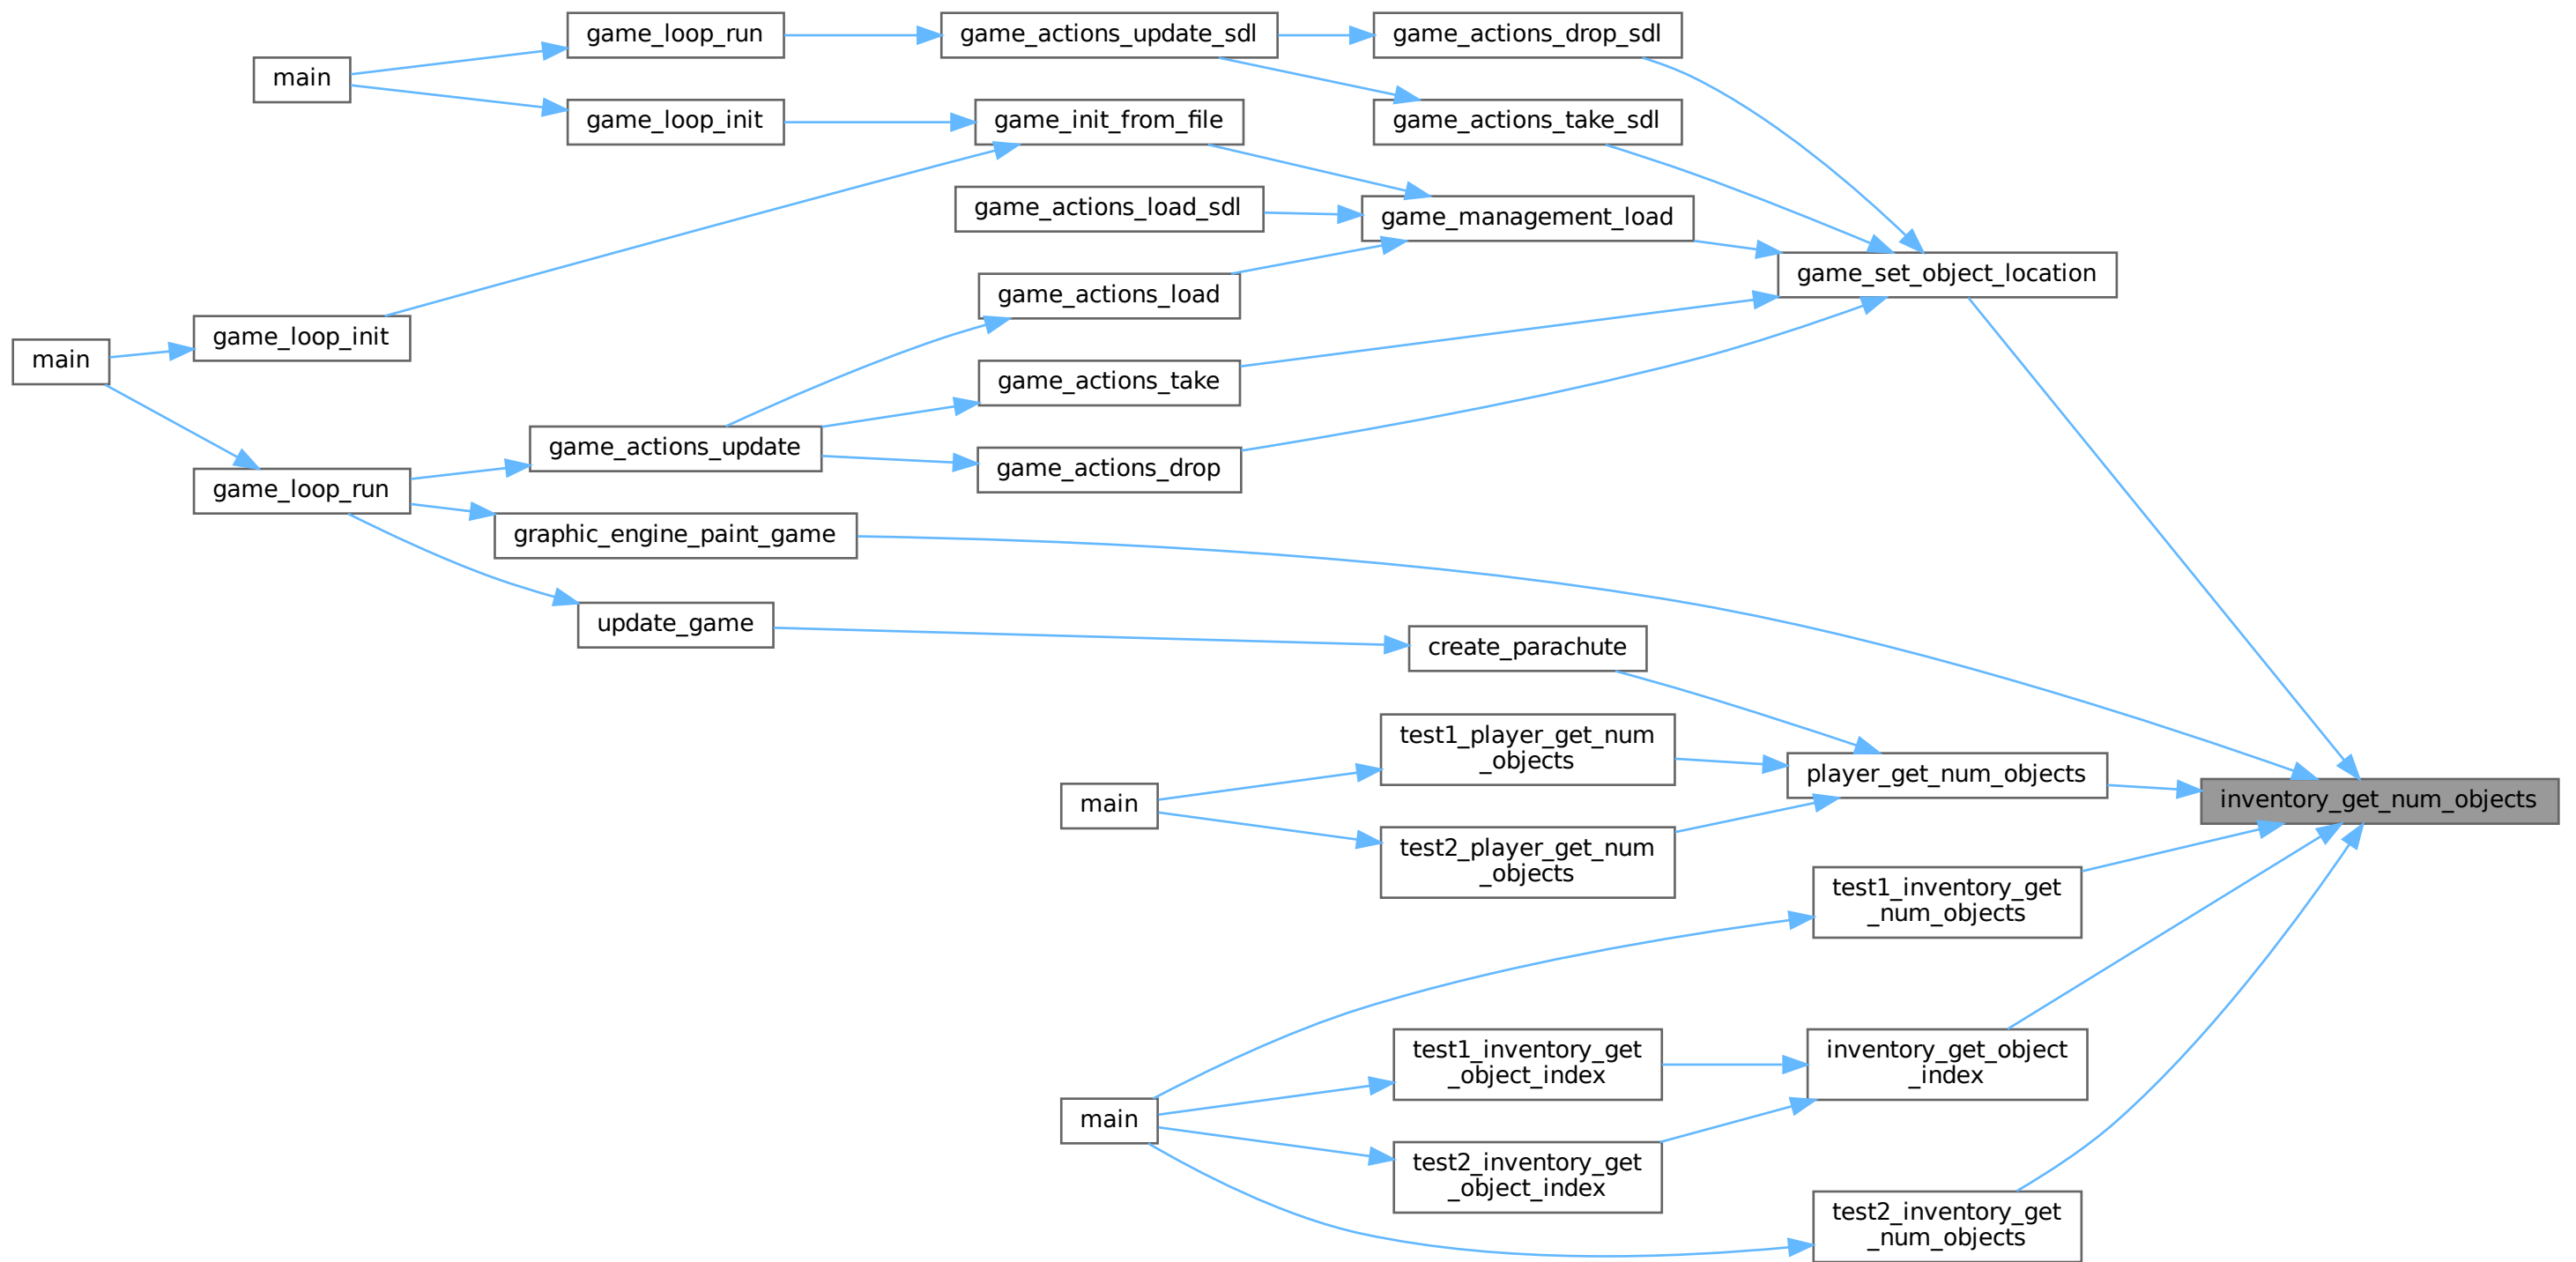 game_loop_run
game_actions_update_sdl
game_actions_drop_sdl
main
game_loop_init
game_init_from_file
game_actions_take_sdl
game_actions_load_sdl
game_management_load
game_set_object_location
game_actions_load
game_loop_init
main
game_actions_take
game_actions_update
game_actions_drop
game_loop_run
graphic_engine_paint_game
update_game
create_parachute
test1_player_get_num
_objects
player_get_num_objects
inventory_get_num_objects
main
test2_player_get_num
_objects
test1_inventory_get
_num_objects
test1_inventory_get
_object_index
inventory_get_object
_index
main
test2_inventory_get
_object_index
test2_inventory_get
_num_objects